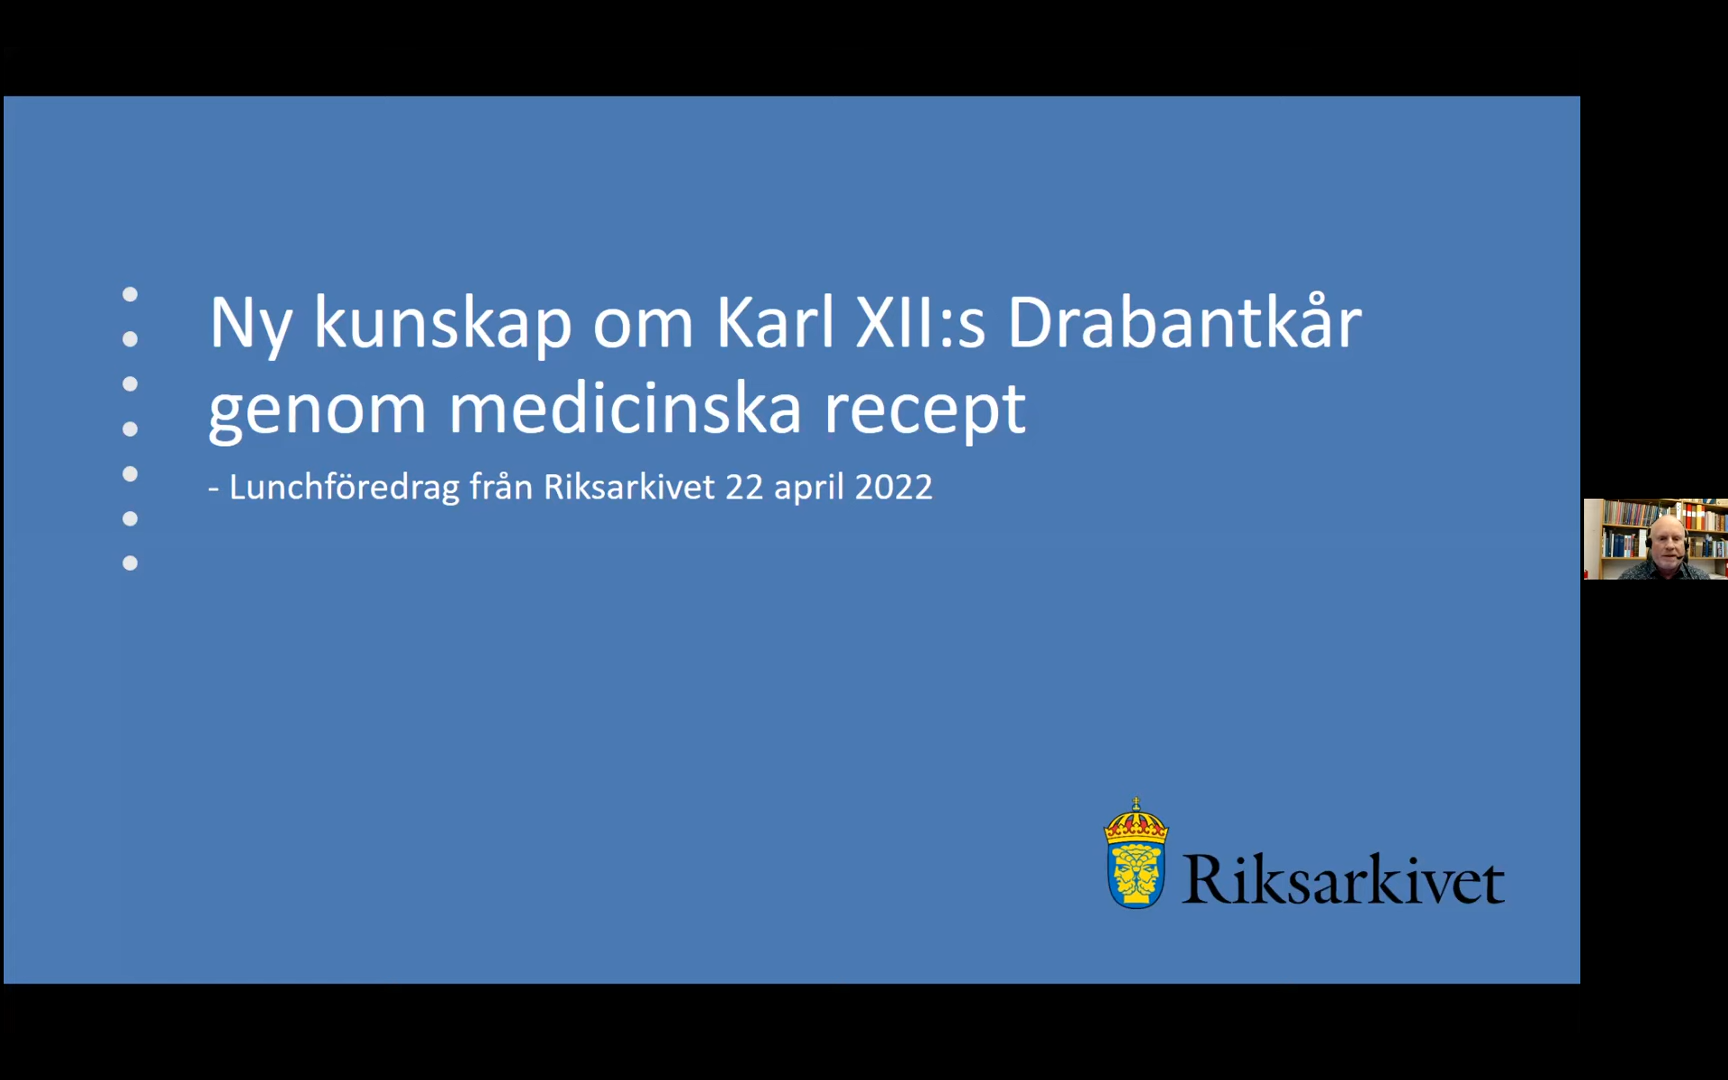 Ny kunskap om Karl XII:s Drabantkår
genom medicinska recept
- Lunchföredrag från Riksarkivet 22 april 2022
Riksarkivet